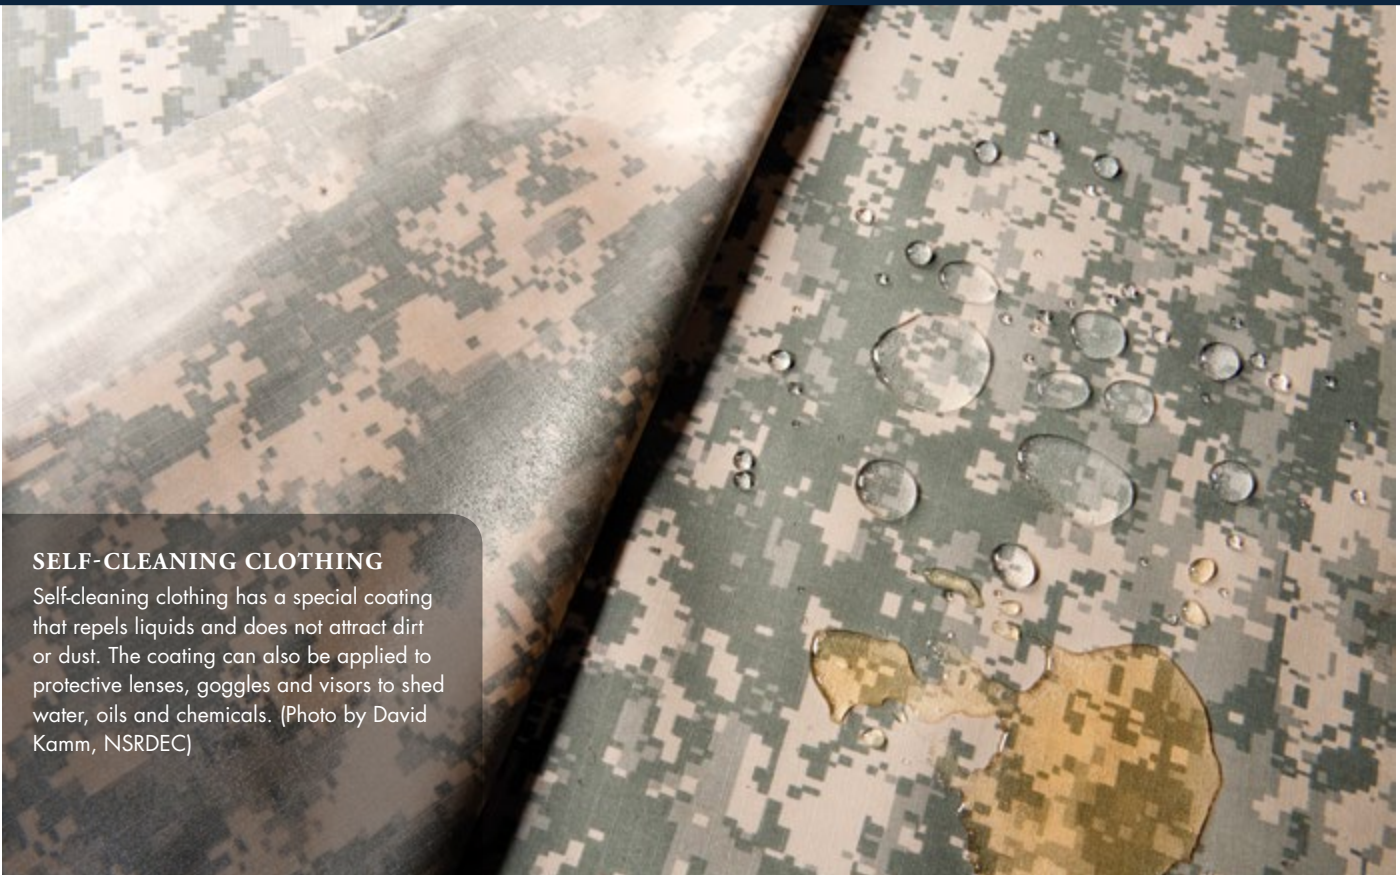 SELF-CLEANING CLOTHING
Self-cleaning clothing has a special coating
that repels liquids and does not attract dirt
or dust. The coating can also be applied to
protective lenses, goggles and visors to shed
water, oils and chemicals. (Photo by David
Kamm, NSRDEC)